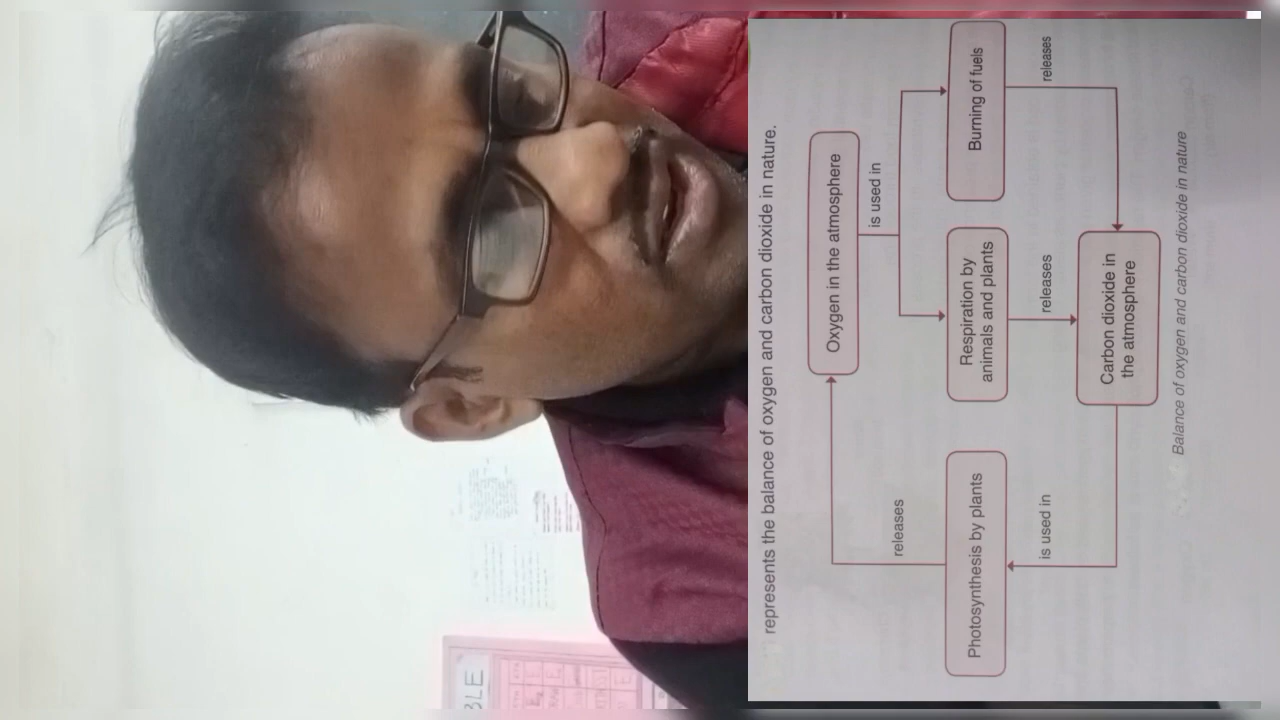 represents the balance of oxygen and carbon dioxide in nature.
Oxygen in the atmosphere
is used in
releases
Photosynthesis by plants
Respiration by
animals and plants
Burning of fuels
is used in
releases
releases
Carbon dioxide in
the atmosphere
Balance of oxygen and carbon dioxide in nature
BLE